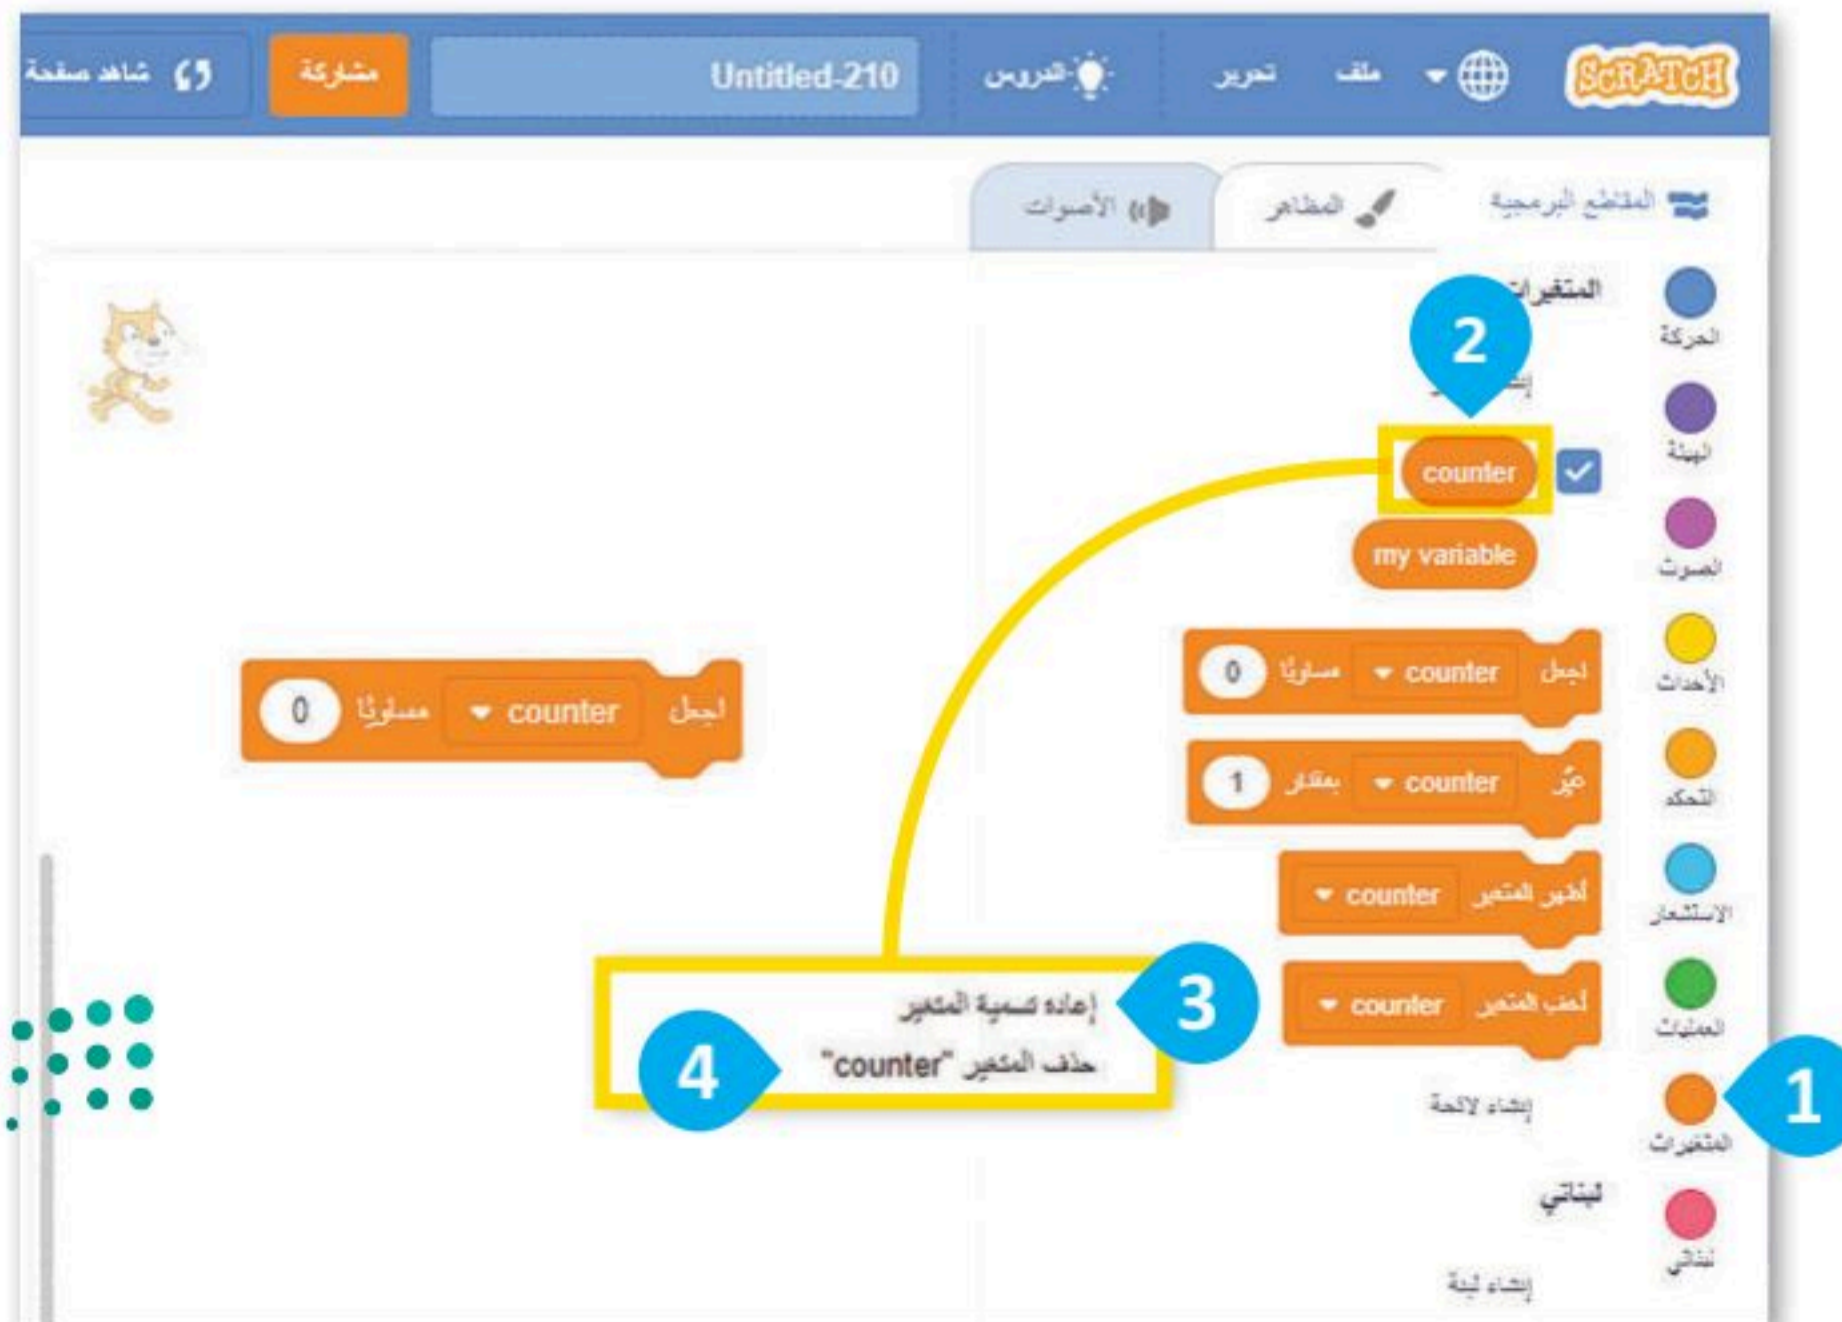 SCRATCH ملف تحرير الدروس Untitled-210 مشاركة شاهد صفحة
المقاطع البرمجية المظاهر الأصوات
المتغيرات
الحركة
2
الهيئة
counter
my variable
الصوت
اجعل counter مساويًا 0
الأحداث
اجعل counter مساويًا 0
غيّر counter بمقدار 1
التحكم
أظهر المتغير counter
الاستشعار
إعاده تسمية المتغير
3
أخف المتغير counter
العمليات
حذف المتغير "counter"
4
1
إنشاء لائحة
المتغيرات
لبناتي
لبناتي
إنشاء لبنة